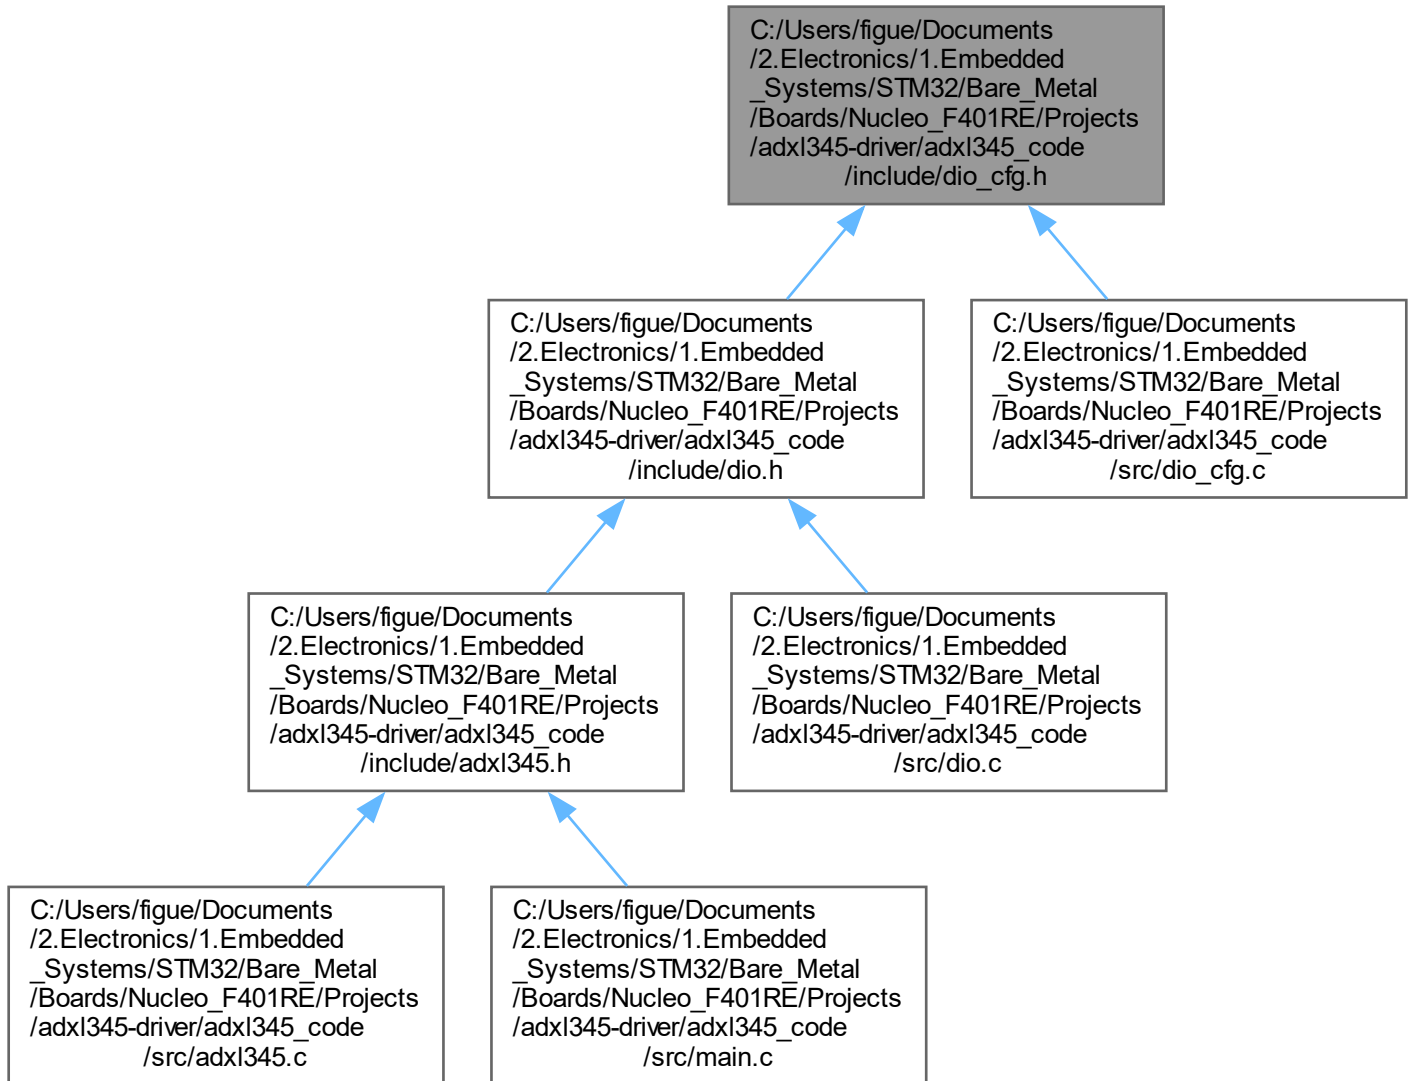 C:/Users/figue/Documents
/2.Electronics/1.Embedded
_Systems/STM32/Bare_Metal
/Boards/Nucleo_F401RE/Projects
/adxl345-driver/adxl345_code
/include/dio_cfg.h
C:/Users/figue/Documents
/2.Electronics/1.Embedded
_Systems/STM32/Bare_Metal
/Boards/Nucleo_F401RE/Projects
/adxl345-driver/adxl345_code
/include/dio.h
C:/Users/figue/Documents
/2.Electronics/1.Embedded
_Systems/STM32/Bare_Metal
/Boards/Nucleo_F401RE/Projects
/adxl345-driver/adxl345_code
/src/dio_cfg.c
C:/Users/figue/Documents
/2.Electronics/1.Embedded
_Systems/STM32/Bare_Metal
/Boards/Nucleo_F401RE/Projects
/adxl345-driver/adxl345_code
/include/adxl345.h
C:/Users/figue/Documents
/2.Electronics/1.Embedded
_Systems/STM32/Bare_Metal
/Boards/Nucleo_F401RE/Projects
/adxl345-driver/adxl345_code
/src/dio.c
C:/Users/figue/Documents
/2.Electronics/1.Embedded
_Systems/STM32/Bare_Metal
/Boards/Nucleo_F401RE/Projects
/adxl345-driver/adxl345_code
/src/adxl345.c
C:/Users/figue/Documents
/2.Electronics/1.Embedded
_Systems/STM32/Bare_Metal
/Boards/Nucleo_F401RE/Projects
/adxl345-driver/adxl345_code
/src/main.c